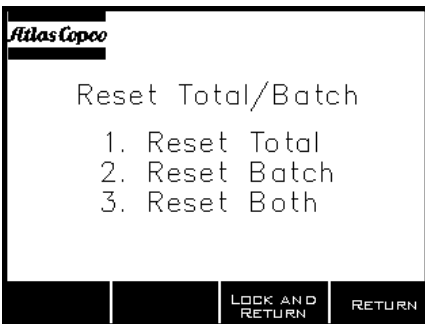 Atlas Copco
Reset Total/Batch
1. Reset Total
2. Reset Batch
3. Reset Both
LOCK AND
RETURN
RETURN